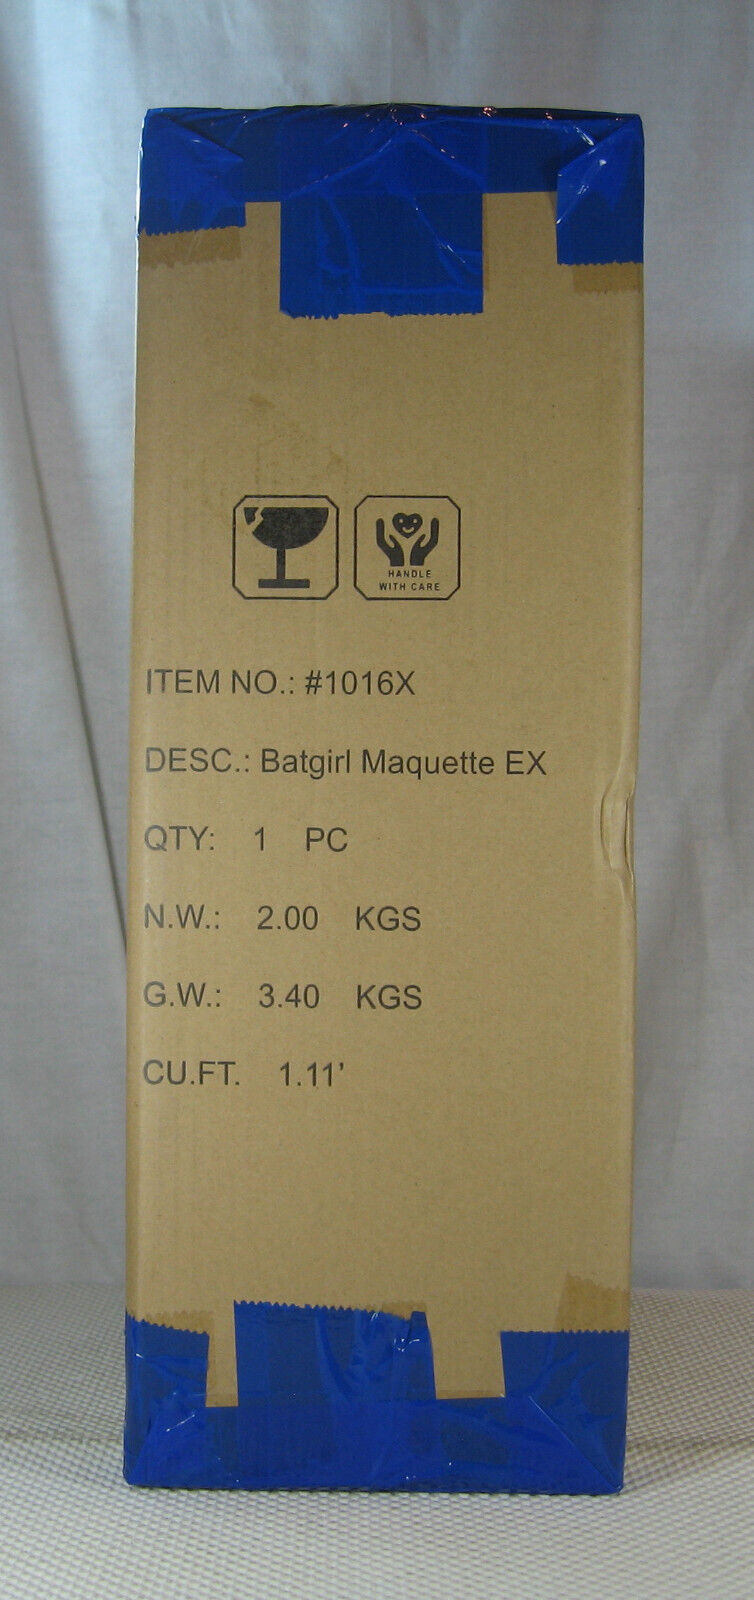 HANDLE
WITH CARE
ITEM NO.: #1016X
DESC.: Batgirl Maquette EX
QTY: 1 PC
N.W.: 2.00 KGS
G.W.: 3.40 KGS
CU.FT. 1.11'